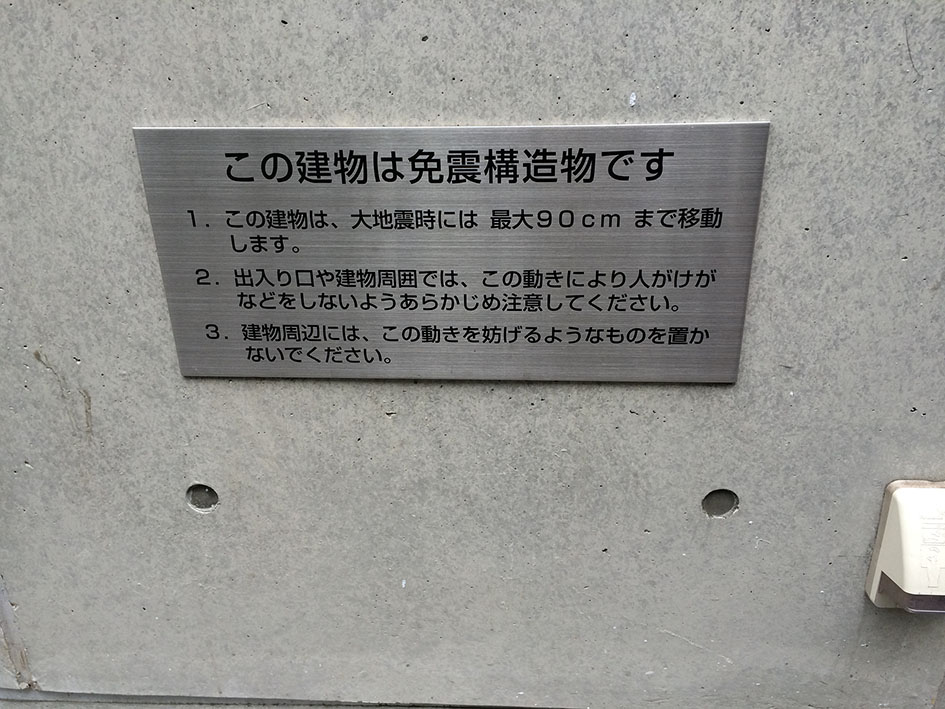 この建物は免震構造物です
1．この建物は、大地震時には 最大90cm まで移動
します。
2．出入り口や建物周囲では、この動きにより人がけが
などをしないようあらかじめ注意してください。
3．建物周辺には、この動きを妨げるようなものを置か
ないでください。